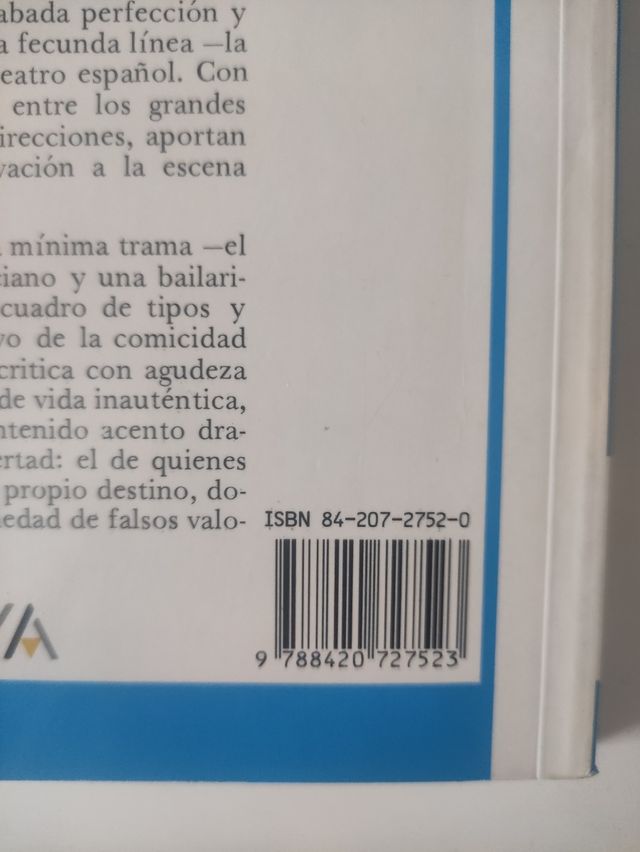 abada perfección y
a fecunda línea —la
eatro español. Con
entre los grandes
irecciones, aportan
vación a la escena
mínima trama —el
ciano y una bailari-
cuadro de tipos y
vo de la comicidad
critica con agudeza
de vida inauténtica,
ntenido acento dra-
ertad: el de quienes
propio destino, do-
iedad de falsos valo-
ISBN 84-207-2752-0
9 788420 727523
YA